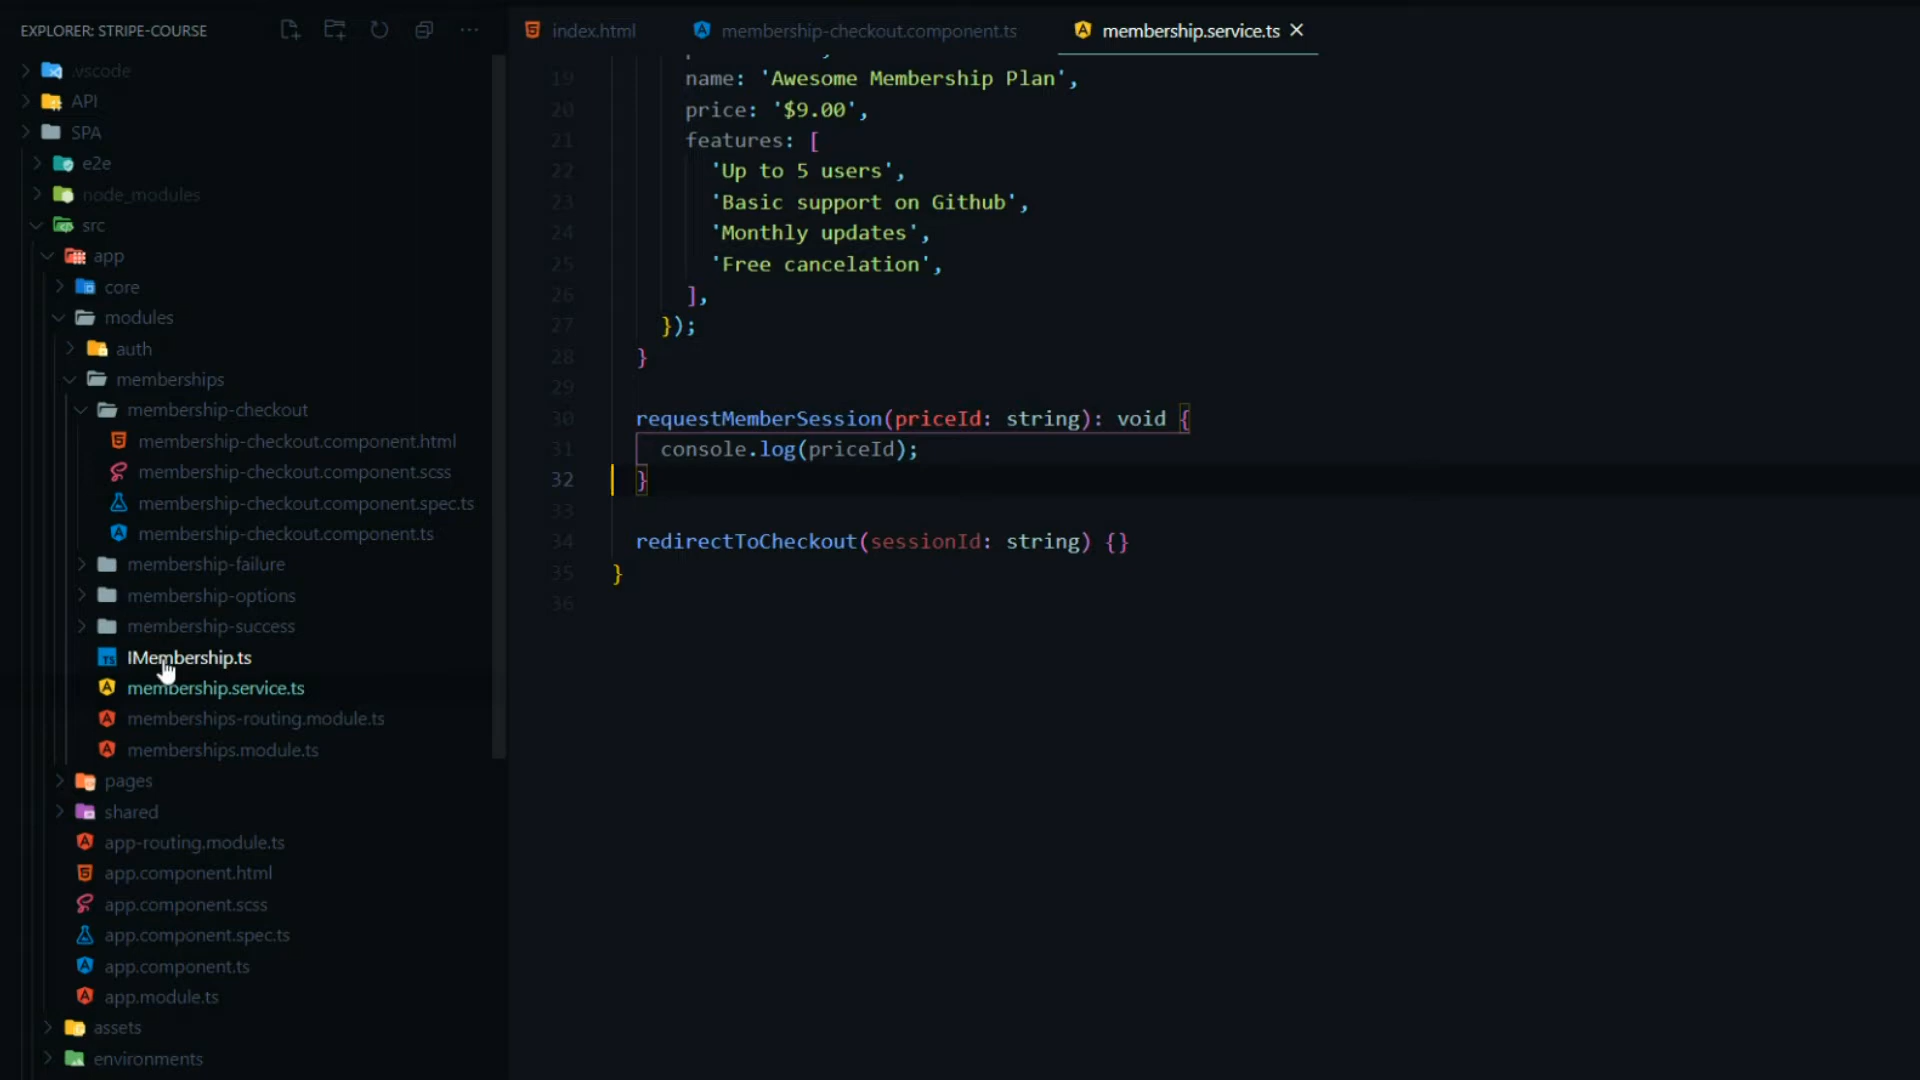 EXPLORER: STRIPE-COURSE
.vscode
API
SPA
e2e
node_modules
src
app
core
modules
auth
memberships
membership-checkout
membership-checkout.component.html
membership-checkout.component.scss
membership-checkout.component.spec.ts
membership-checkout.component.ts
membership-failure
membership-options
membership-success
IMembership.ts
membership.service.ts
memberships-routing.module.ts
memberships.module.ts
pages
shared
app-routing.module.ts
app.component.html
app.component.scss
app.component.spec.ts
app.component.ts
app.module.ts
assets
environments
index.html
membership-checkout.component.ts
membership.service.ts
19 name: 'Awesome Membership Plan',
20 price: '$9.00',
21 features: [
22 'Up to 5 users',
23 'Basic support on Github',
24 'Monthly updates',
25 'Free cancelation',
26 ],
27 });
28 }
29
30 requestMemberSession(priceId: string): void {
31 console.log(priceId);
32 }
33
34 redirectToCheckout(sessionId: string) {}
35 }
36